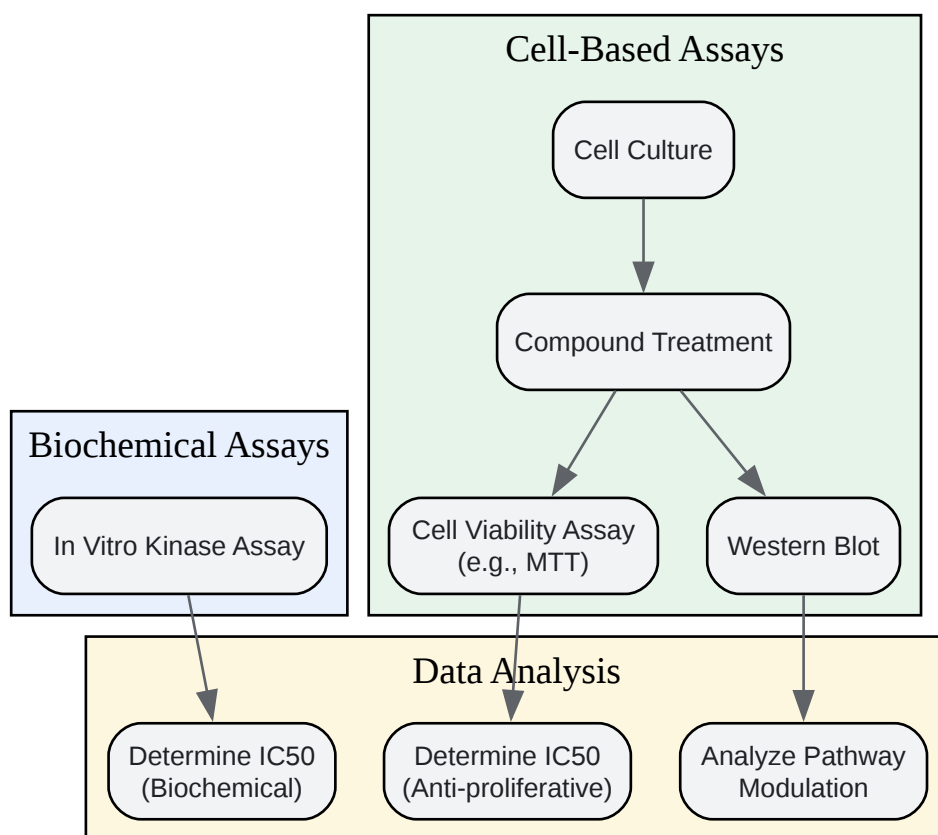 Cell-Based Assays
Cell Culture
Compound Treatment
Biochemical Assays
In Vitro Kinase Assay
Cell Viability Assay
(e.g., MTT)
Western Blot
Data Analysis
Determine IC50
(Biochemical)
Determine IC50
(Anti-proliferative)
Analyze Pathway
Modulation